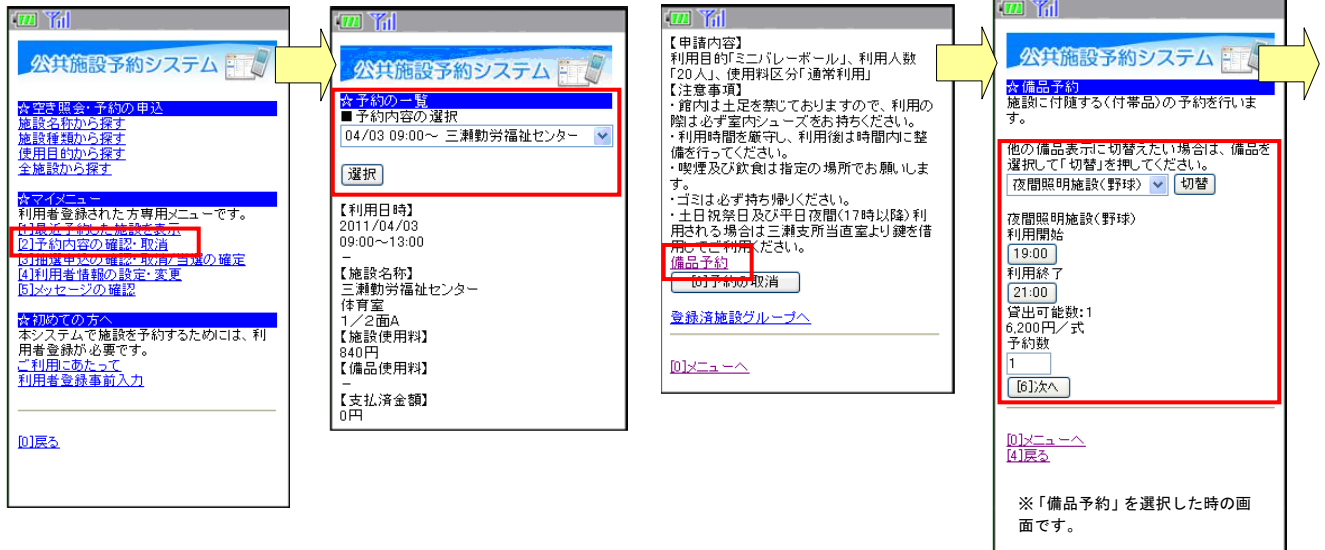 公共施設予約システム
☆空き照会・予約の申込
施設名称から探す
施設種類から探す
使用目的から探す
全施設から探す
☆マイメニュー
利用者登録された方専用メニューです。
[1]最近予約した施設を表示
[2]予約内容の確認・取消
[3]抽選申込の確認・取消/当選の確定
[4]利用者情報の設定・変更
[5]メッセージの確認
☆初めての方へ
本システムで施設を予約するためには、利
用者登録が必要です。
ご利用にあたって
利用者登録事前入力
[0]戻る
公共施設予約システム
☆予約の一覧
■予約内容の選択
04/03 09:00～ 三瀬勤労福祉センター
選択
【利用日時】
2011/04/03
09:00～13:00
－
【施設名称】
三瀬勤労福祉センター
体育室
1／2面A
【施設使用料】
840円
【備品使用料】
－
【支払済金額】
0円
【申請内容】
利用目的「ミニバレーボール」、利用人数
「20人」、使用料区分「通常利用」
【注意事項】
・館内は土足を禁じておりますので、利用の
際は必ず室内シューズをお持ちください。
・利用時間を厳守し、利用後は時間内に整
備を行ってください。
・喫煙及び飲食は指定の場所でお願いしま
す。
・ゴミは必ず持ち帰りください。
・土日祝祭日及び平日夜間(17時以降)利
用される場合は三瀬支所当直室より鍵を借
用してご利用ください。
備品予約
[6]予約の取消
登録済施設グループへ
[0]メニューへ
公共施設予約システム
☆備品予約
施設に付随する(付帯品)の予約を行いま
す。
他の備品表示に切替えたい場合は、備品を
選択して「切替」を押してください。
夜間照明施設(野球) 切替
夜間照明施設(野球)
利用開始
19:00
利用終了
21:00
貸出可能数:1
6,200円／式
予約数
1
[6]次へ
[0]メニューへ
[4]戻る
※「備品予約」を選択した時の画
面です。